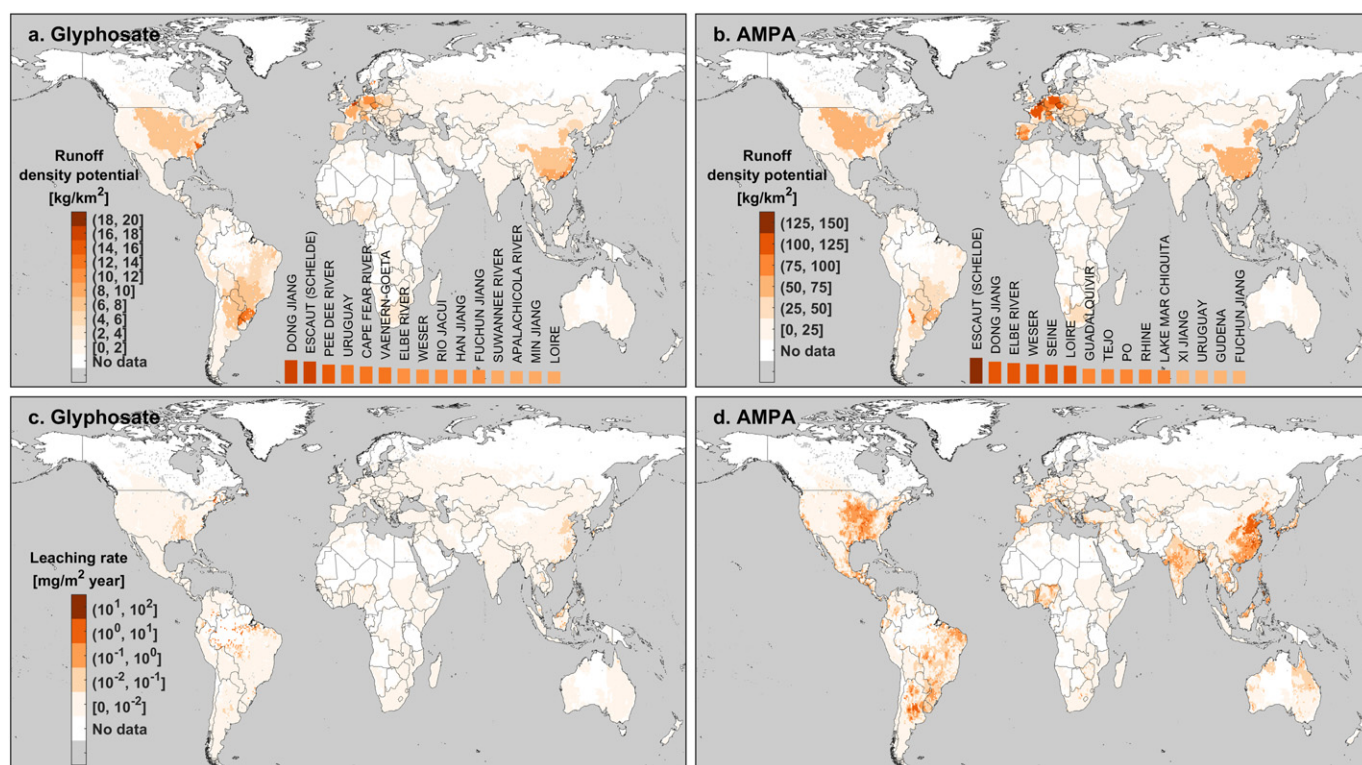 a. Glyphosate
Runoff
density potential
[kg/km²]
(18, 20]
(16, 18]
(14, 16]
(12, 14]
(10, 12]
(8, 10]
(6, 8]
(4, 6]
(2, 4]
[0, 2]
No data
DONG JIANG
ESCAUT (SCHELDE)
PEE DEE RIVER
URUGUAY
CAPE FEAR RIVER
VAENERN-GOETA
ELBE RIVER
WESER
RIO JACUI
HAN JIANG
FUCHUN JIANG
SUWANNEE RIVER
APALACHICOLA RIVER
MIN JIANG
LOIRE
b. AMPA
Runoff
density potential
[kg/km²]
(125, 150]
(100, 125]
(75, 100]
(50, 75]
(25, 50]
[0, 25]
No data
ESCAUT (SCHELDE)
DONG JIANG
ELBE RIVER
WESER
SEINE
LOIRE
GUADALQUIVIR
TEJO
PO
RHINE
LAKE MAR CHIQUITA
XI JIANG
URUGUAY
GUDENA
FUCHUN JIANG
c. Glyphosate
Leaching rate
[mg/m² year]
(10¹, 10²]
(10⁰, 10¹]
(10⁻¹, 10⁰]
(10⁻², 10⁻¹]
[0, 10⁻²]
No data
d. AMPA